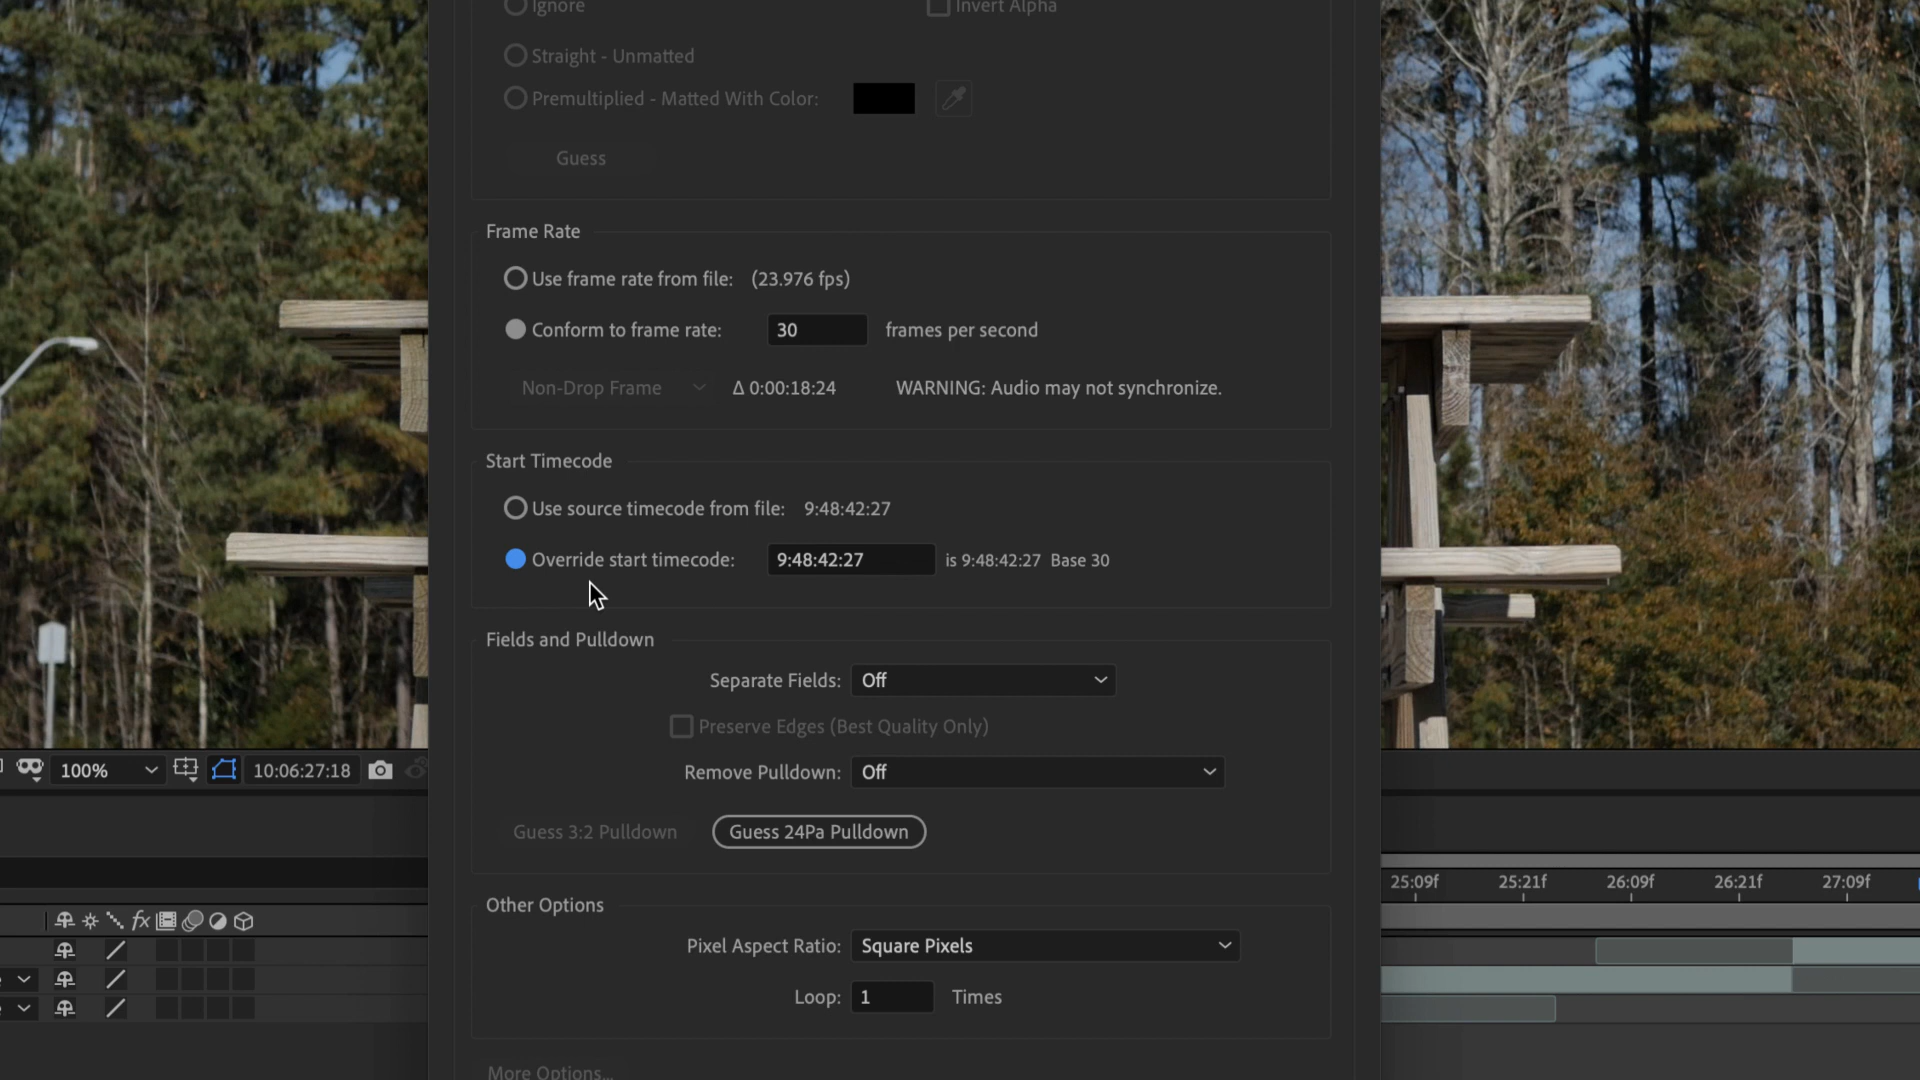 Ignore
Invert Alpha
Straight - Unmatted
Premultiplied - Matted With Color:
Guess
Frame Rate
Use frame rate from file: (23.976 fps)
Conform to frame rate: 30 frames per second
Non-Drop Frame Δ 0:00:18:24 WARNING: Audio may not synchronize.
Start Timecode
Use source timecode from file: 9:48:42:27
Override start timecode: 9:48:42:27 is 9:48:42:27 Base 30
Fields and Pulldown
Separate Fields: Off
Preserve Edges (Best Quality Only)
Remove Pulldown: Off
Guess 3:2 Pulldown Guess 24Pa Pulldown
Other Options
Pixel Aspect Ratio: Square Pixels
Loop: 1 Times
More Options...
100% 10:06:27:18
fx
25:09f 25:21f 26:09f 26:21f 27:09f